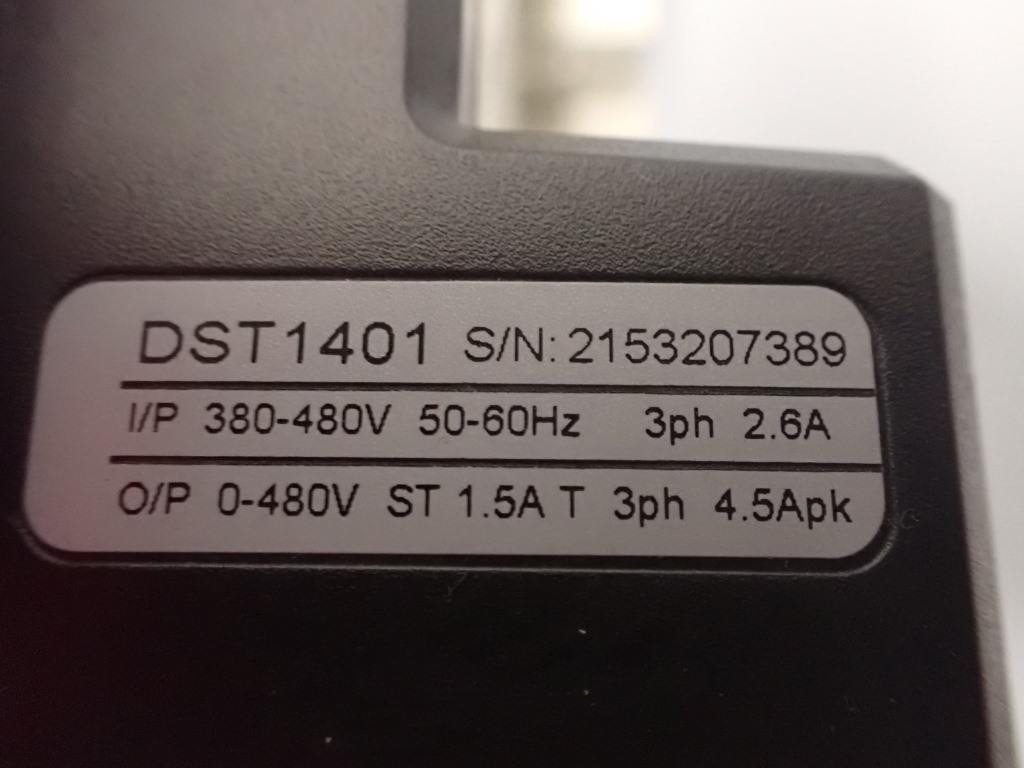 DST1401 S/N: 2153207389
I/P 380-480V 50-60Hz 3ph 2.6A
O/P 0-480V ST 1.5A T 3ph 4.5Apk